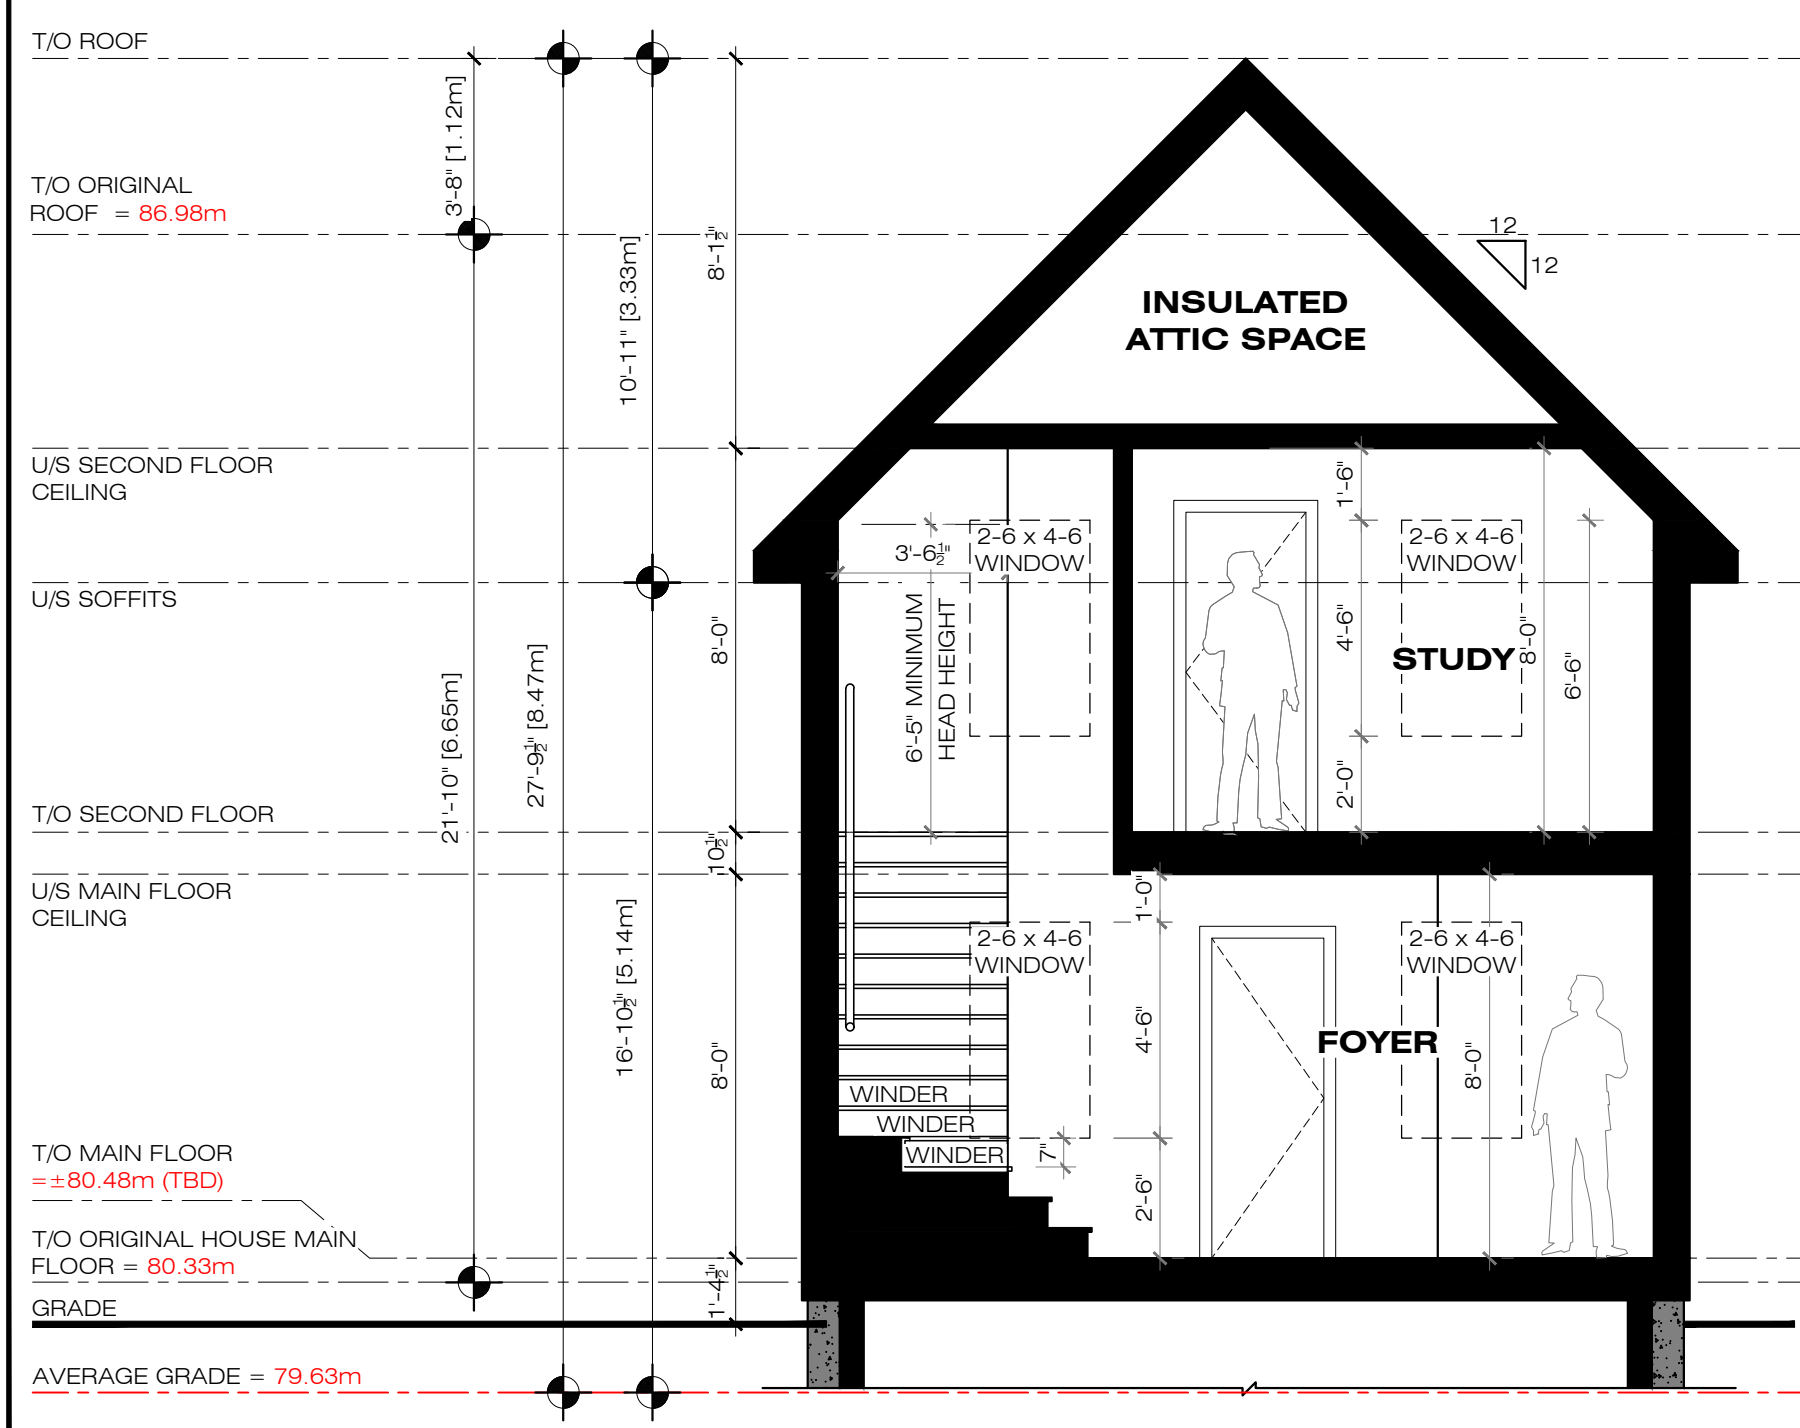 T/O ROOF
3'-8" [1.12m]
T/O ORIGINAL
ROOF = 86.98m
10'-11" [3.33m]
8'-1½"
12
12
INSULATED
ATTIC SPACE
U/S SECOND FLOOR
CEILING
1'-6"
2-6 x 4-6
WINDOW
2-6 x 4-6
WINDOW
3'-6½"
U/S SOFFITS
6'-5" MINIMUM
HEAD HEIGHT
8'-0"
4'-6"
STUDY
8'-0"
6'-6"
21'-10" [6.65m]
27'-9½" [8.47m]
2'-0"
T/O SECOND FLOOR
10½"
U/S MAIN FLOOR
CEILING
1'-0"
2-6 x 4-6
WINDOW
2-6 x 4-6
WINDOW
16'-10½" [5.14m]
4'-6"
FOYER
8'-0"
8'-0"
WINDER
WINDER
WINDER
7"
T/O MAIN FLOOR
=±80.48m (TBD)
2'-6"
T/O ORIGINAL HOUSE MAIN
FLOOR = 80.33m
1'-4½"
GRADE
AVERAGE GRADE = 79.63m